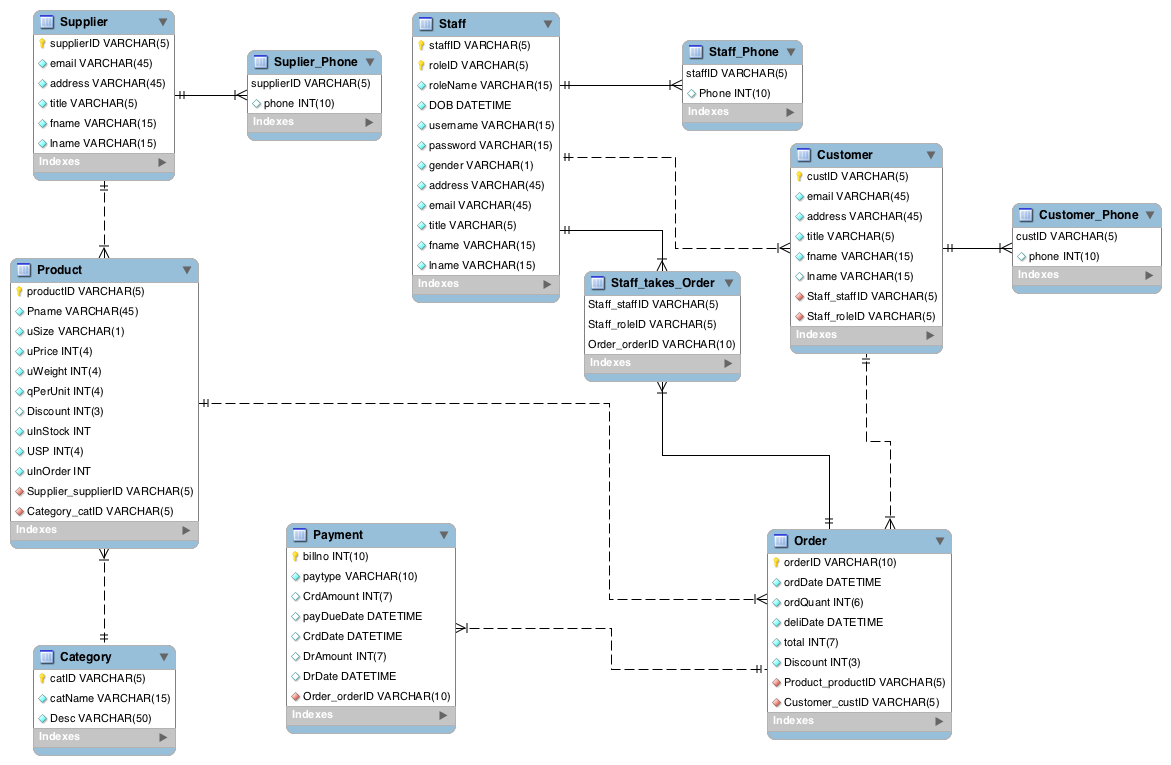 Supplier
supplierID VARCHAR(5)
email VARCHAR(45)
address VARCHAR(45)
title VARCHAR(5)
fname VARCHAR(15)
lname VARCHAR(15)
Indexes
Suplier_Phone
supplierID VARCHAR(5)
phone INT(10)
Indexes
Staff
staffID VARCHAR(5)
roleID VARCHAR(5)
roleName VARCHAR(15)
DOB DATETIME
username VARCHAR(15)
password VARCHAR(15)
gender VARCHAR(1)
address VARCHAR(45)
email VARCHAR(45)
title VARCHAR(5)
fname VARCHAR(15)
lname VARCHAR(15)
Indexes
Staff_Phone
staffID VARCHAR(5)
Phone INT(10)
Indexes
Customer
custID VARCHAR(5)
email VARCHAR(45)
address VARCHAR(45)
title VARCHAR(5)
fname VARCHAR(15)
lname VARCHAR(15)
Staff_staffID VARCHAR(5)
Staff_roleID VARCHAR(5)
Indexes
Customer_Phone
custID VARCHAR(5)
phone INT(10)
Indexes
Product
productID VARCHAR(5)
Pname VARCHAR(45)
uSize VARCHAR(1)
uPrice INT(4)
uWeight INT(4)
qPerUnit INT(4)
Discount INT(3)
uInStock INT
USP INT(4)
uInOrder INT
Supplier_supplierID VARCHAR(5)
Category_catID VARCHAR(5)
Indexes
Staff_takes_Order
Staff_staffID VARCHAR(5)
Staff_roleID VARCHAR(5)
Order_orderID VARCHAR(10)
Indexes
Payment
billno INT(10)
paytype VARCHAR(10)
CrdAmount INT(7)
payDueDate DATETIME
CrdDate DATETIME
DrAmount INT(7)
DrDate DATETIME
Order_orderID VARCHAR(10)
Indexes
Order
orderID VARCHAR(10)
ordDate DATETIME
ordQuant INT(6)
deliDate DATETIME
total INT(7)
Discount INT(3)
Product_productID VARCHAR(5)
Customer_custID VARCHAR(5)
Indexes
Category
catID VARCHAR(5)
catName VARCHAR(15)
Desc VARCHAR(50)
Indexes